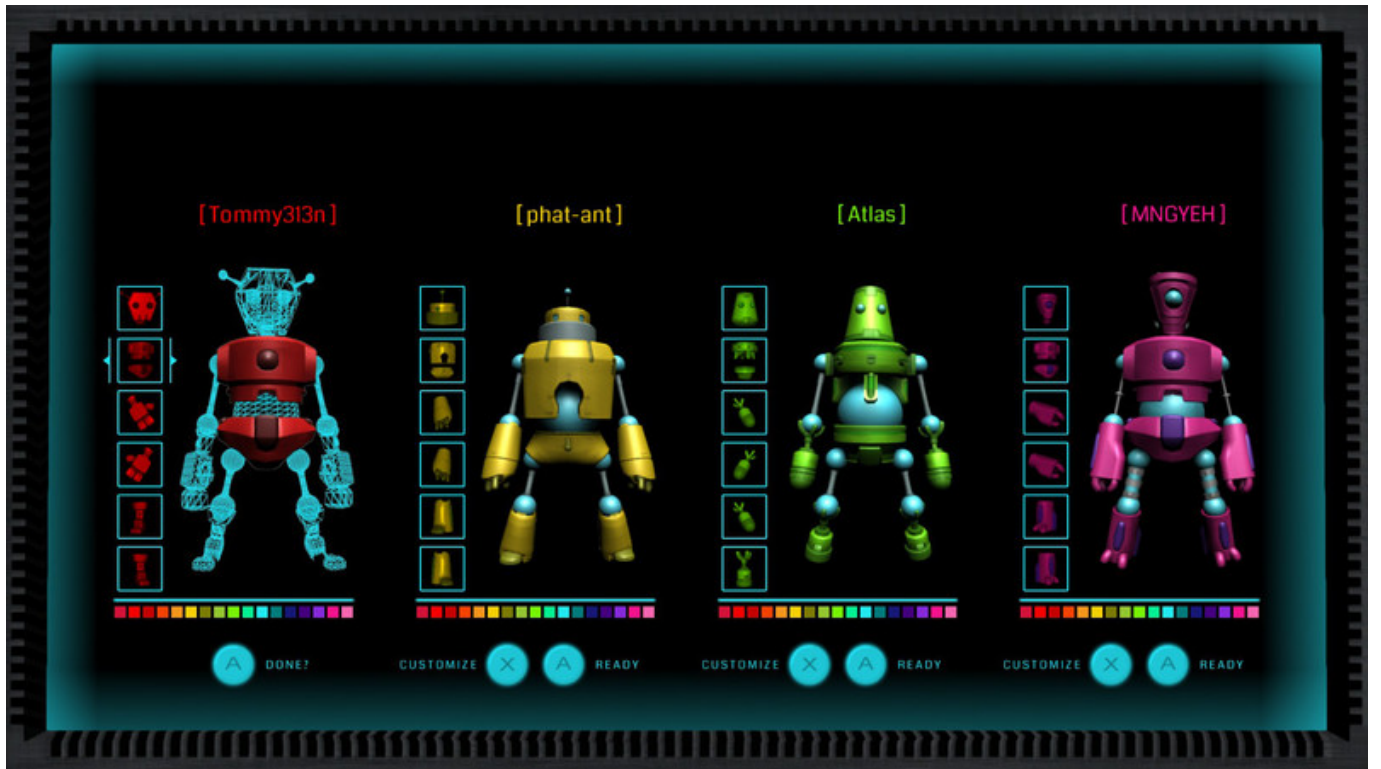 [Tommy313n]
[phat-ant]
[Atlas]
[MNGYEH]
A DONE?
CUSTOMIZE X A READY
CUSTOMIZE X A READY
CUSTOMIZE X A READY